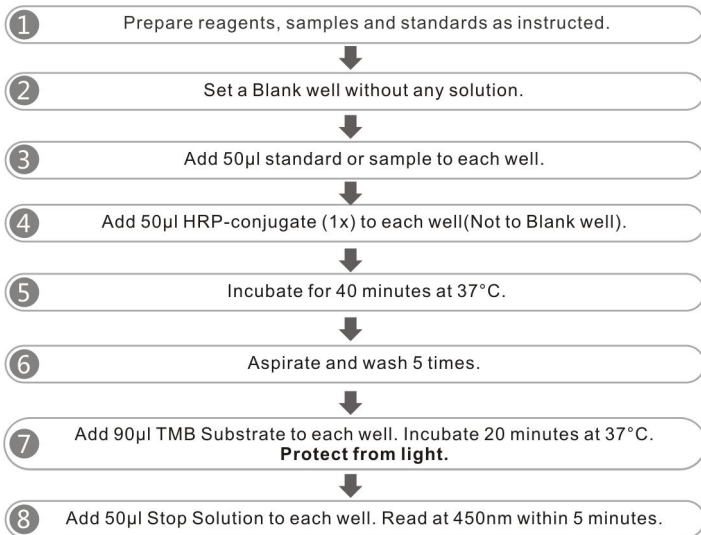 1 Prepare reagents, samples and standards as instructed.
2 Set a Blank well without any solution.
3 Add 50μl standard or sample to each well.
4 Add 50μl HRP-conjugate (1x) to each well(Not to Blank well).
5 Incubate for 40 minutes at 37°C.
6 Aspirate and wash 5 times.
7 Add 90μl TMB Substrate to each well. Incubate 20 minutes at 37°C.
Protect from light.
8 Add 50μl Stop Solution to each well. Read at 450nm within 5 minutes.